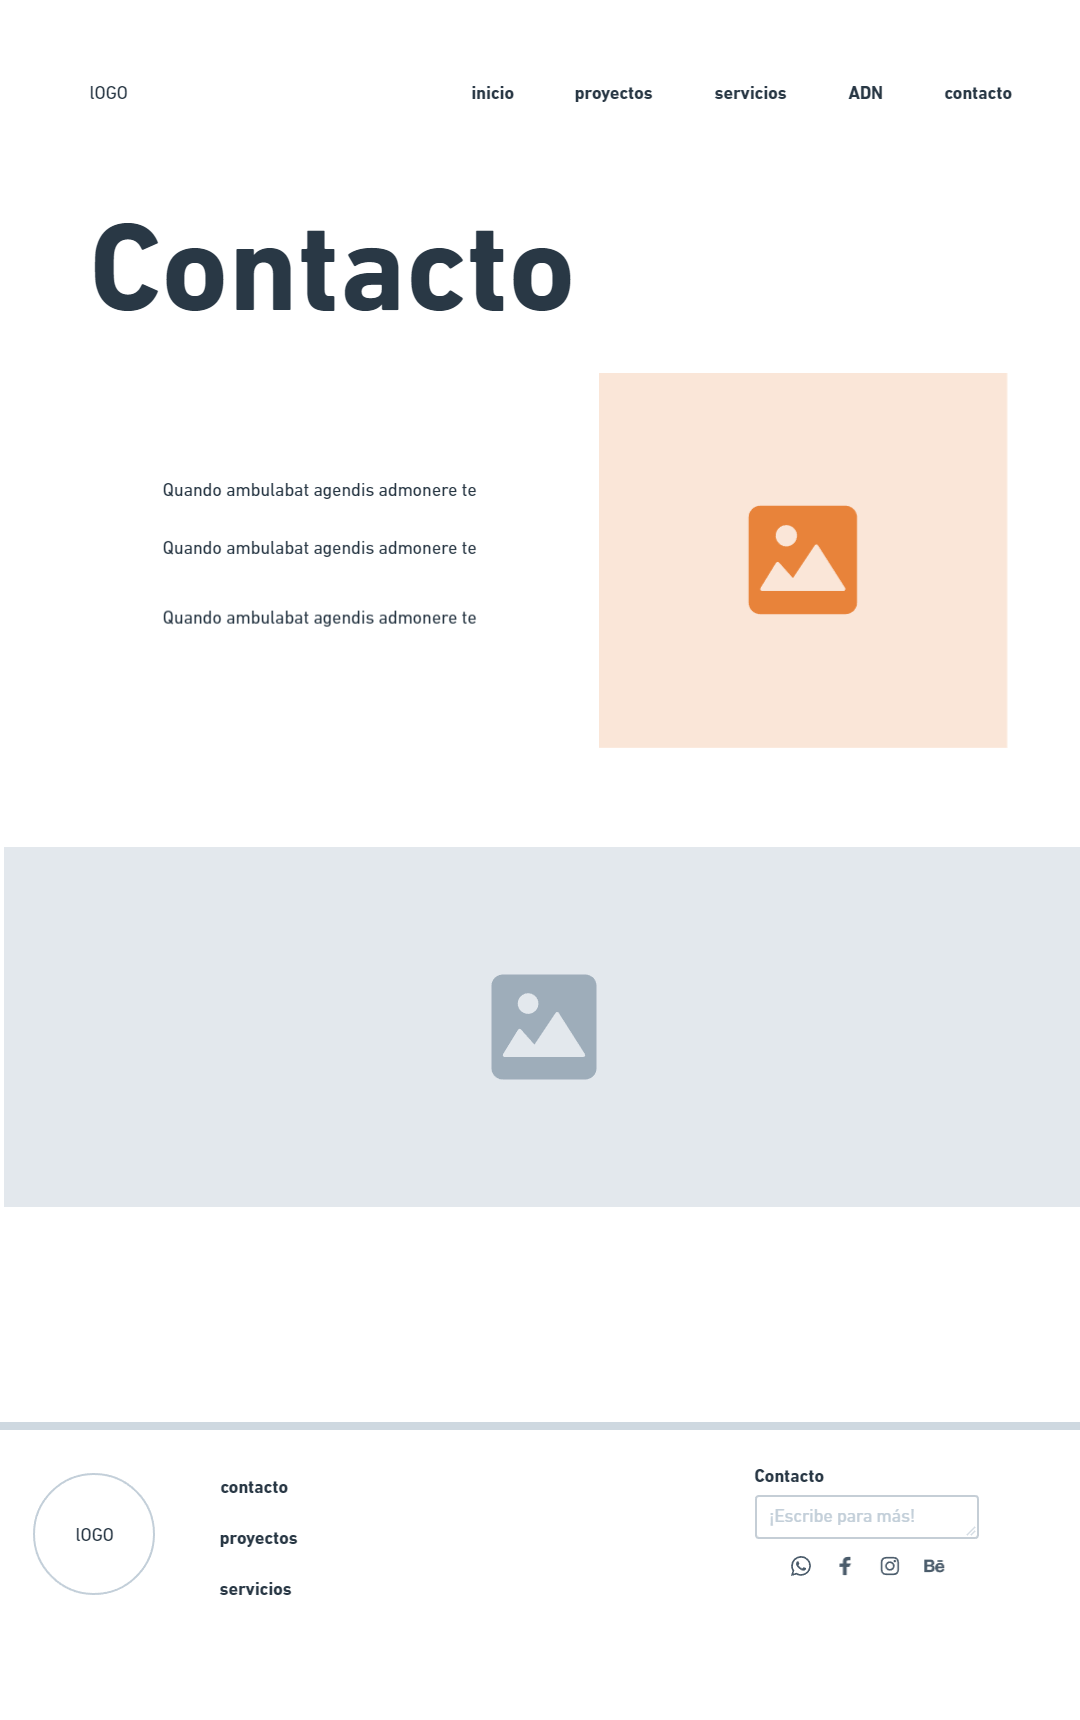 lOGO
inicio proyectos servicios ADN contacto
Contacto
Quando ambulabat agendis admonere te
Quando ambulabat agendis admonere te
Quando ambulabat agendis admonere te
lOGO
contacto
proyectos
servicios
Contacto
¡Escribe para más!
Bē